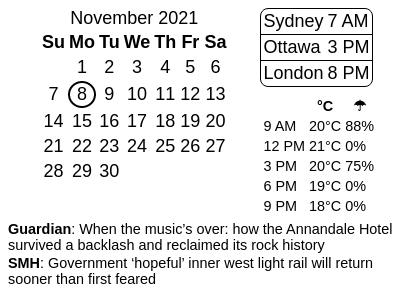 November 2021
Su Mo Tu We Th Fr Sa
1 2 3 4 5 6
7 8 9 10 11 12 13
14 15 16 17 18 19 20
21 22 23 24 25 26 27
28 29 30
Sydney 7 AM
Ottawa 3 PM
London 8 PM
°C ☂
9 AM 20°C 88%
12 PM 21°C 0%
3 PM 20°C 75%
6 PM 19°C 0%
9 PM 18°C 0%
Guardian: When the music’s over: how the Annandale Hotel
survived a backlash and reclaimed its rock history
SMH: Government ‘hopeful’ inner west light rail will return
sooner than first feared